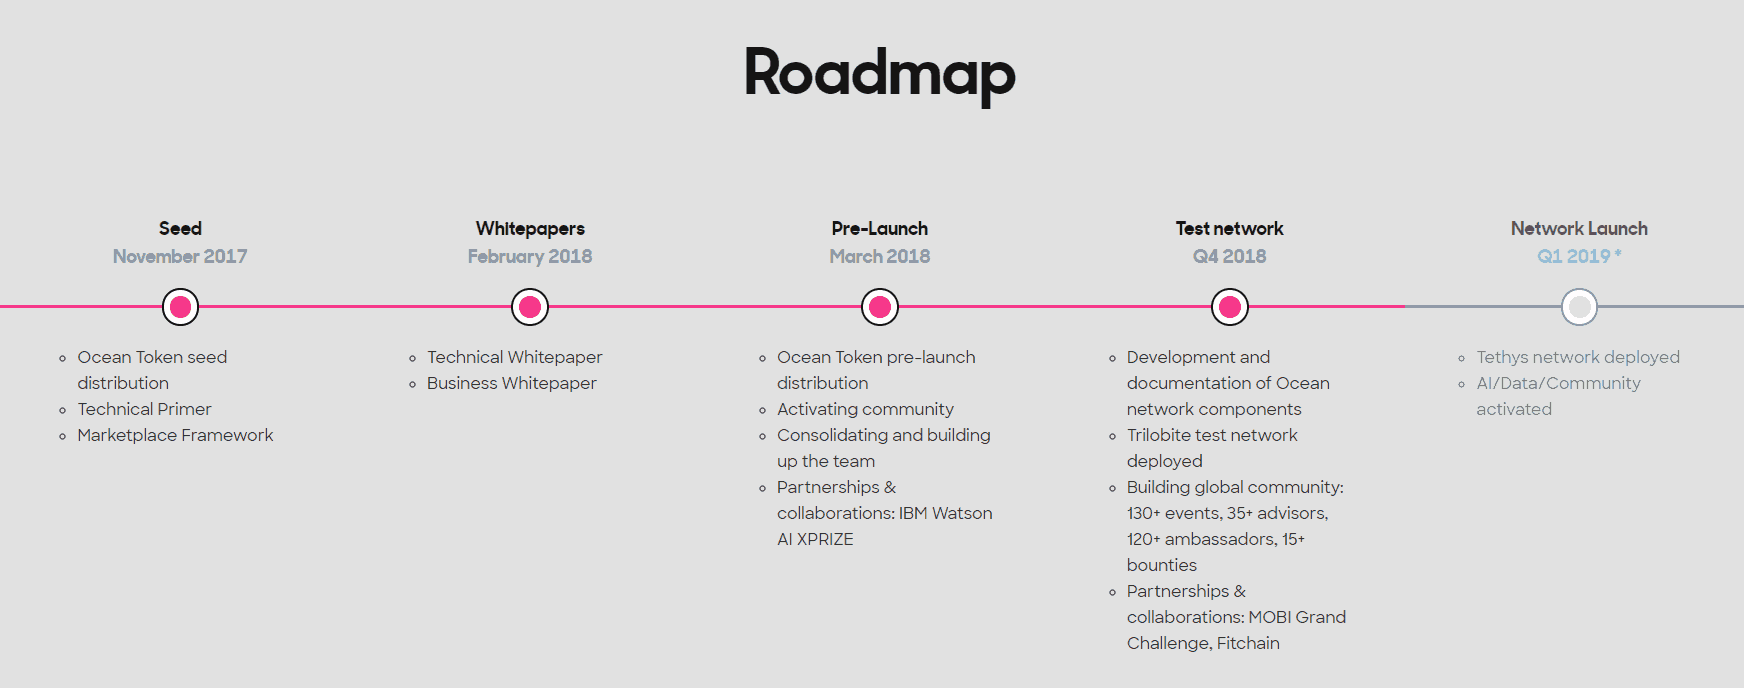 Roadmap
Seed
November 2017
Ocean Token seed
distribution
Technical Primer
Marketplace Framework
Whitepapers
February 2018
Technical Whitepaper
Business Whitepaper
Pre-Launch
March 2018
Ocean Token pre-launch
distribution
Activating community
Consolidating and building
up the team
Partnerships &
collaborations: IBM Watson
AI XPRIZE
Test network
Q4 2018
Development and
documentation of Ocean
network components
Trilobite test network
deployed
Building global community:
130+ events, 35+ advisors,
120+ ambassadors, 15+
bounties
Partnerships &
collaborations: MOBI Grand
Challenge, Fitchain
Network Launch
Q1 2019 *
Tethys network deployed
AI/Data/Community
activated